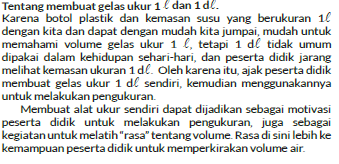 Tentang membuat gelas ukur 1 ℓ dan 1 dℓ.
Karena botol plastik dan kemasan susu yang berukuran 1ℓ
dengan kita dan dapat dengan mudah kita jumpai, mudah untuk
memahami volume gelas ukur 1 ℓ, tetapi 1 dℓ tidak umum
dipakai dalam kehidupan sehari-hari, dan peserta didik jarang
melihat kemasan ukuran 1 dℓ. Oleh karena itu, ajak peserta didik
membuat gelas ukur 1 dℓ sendiri, kemudian menggunakannya
untuk melakukan pengukuran.
Membuat alat ukur sendiri dapat dijadikan sebagai motivasi
peserta didik untuk melakukan pengukuran, juga sebagai
kegiatan untuk melatih “rasa” tentang volume. Rasa di sini lebih ke
kemampuan peserta didik untuk memperkirakan volume air.